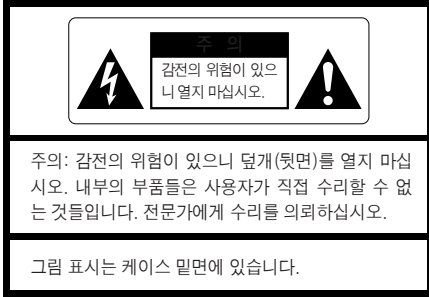 주 의
감전의 위험이 있으
니 열지 마십시오.
주의: 감전의 위험이 있으니 덮개(뒷면)를 열지 마십
시오. 내부의 부품들은 사용자가 직접 수리할 수 없
는 것들입니다. 전문가에게 수리를 의뢰하십시오.
그림 표시는 케이스 밑면에 있습니다.